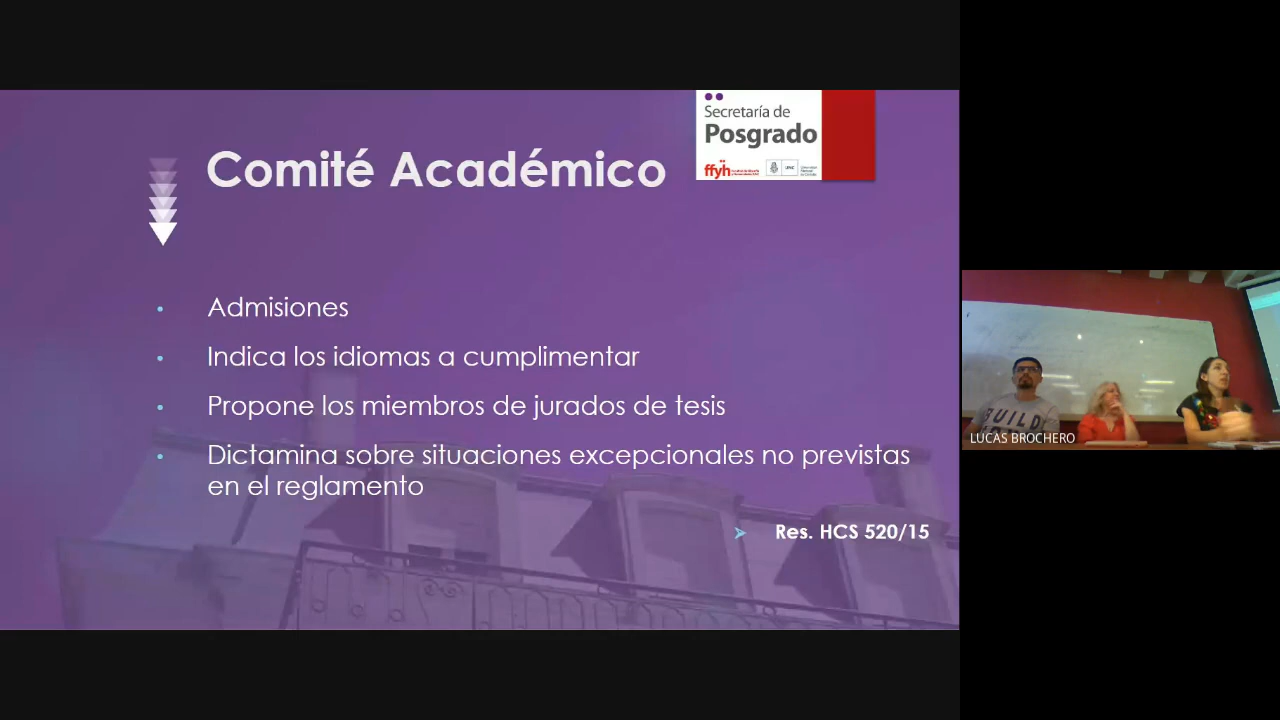 Secretaría de
Posgrado
ffyh
Comité Académico
• Admisiones
• Indica los idiomas a cumplimentar
• Propone los miembros de jurados de tesis
• Dictamina sobre situaciones excepcionales no previstas
en el reglamento
Res. HCS 520/15
BUILD
LUCAS BROCHERO